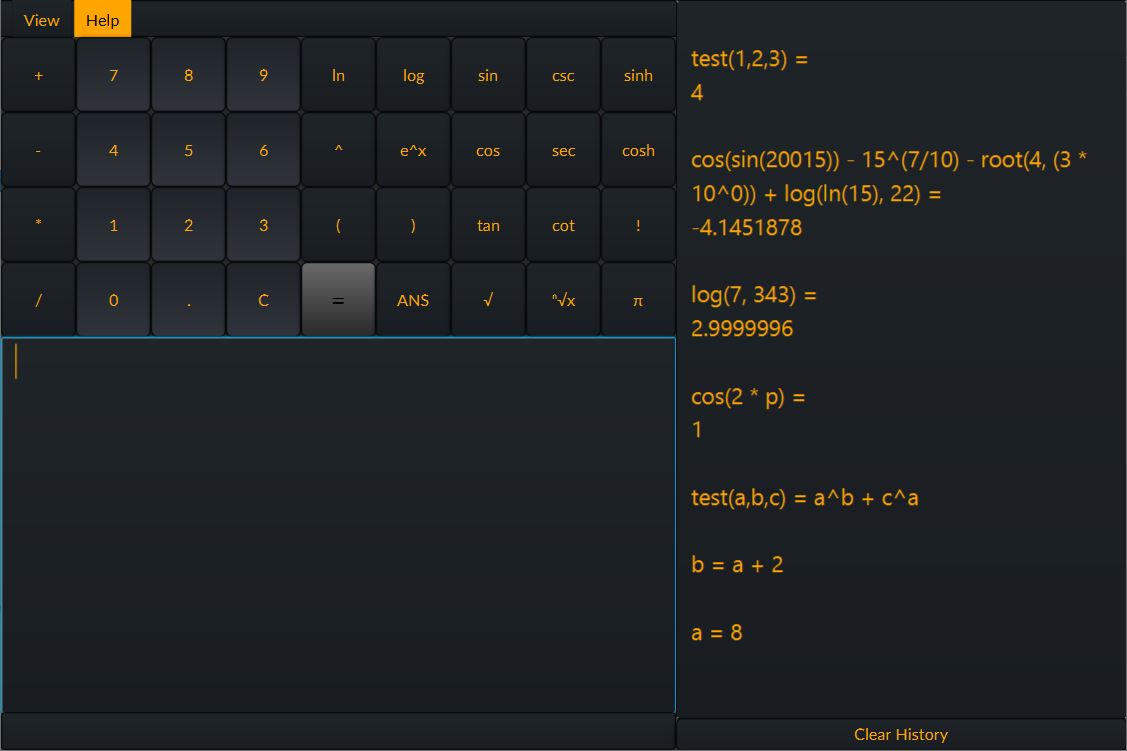 View Help
+ 7 8 9 ln log sin csc sinh
- 4 5 6 ^ e^x cos sec cosh
* 1 2 3 ( ) tan cot !
/ 0 . C = ANS √ ⁿ√x π
test(1,2,3) =
4
cos(sin(20015)) - 15^(7/10) - root(4, (3 *
10^0)) + log(ln(15), 22) =
-4.1451878
log(7, 343) =
2.9999996
cos(2 * p) =
1
test(a,b,c) = a^b + c^a
b = a + 2
a = 8
Clear History